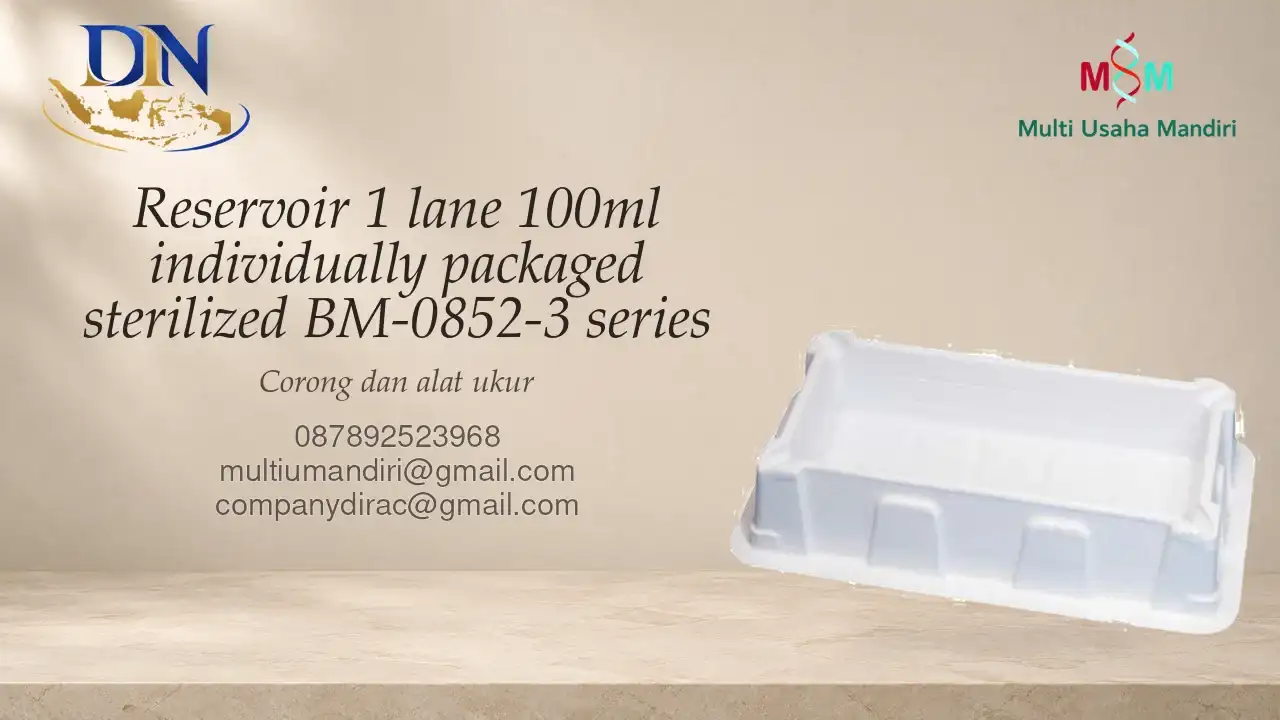 DN
M M
Multi Usaha Mandiri
Reservoir 1 lane 100ml
individually packaged
sterilized BM-0852-3 series
Corong dan alat ukur
087892523968
multiumandiri@gmail.com
companydirac@gmail.com